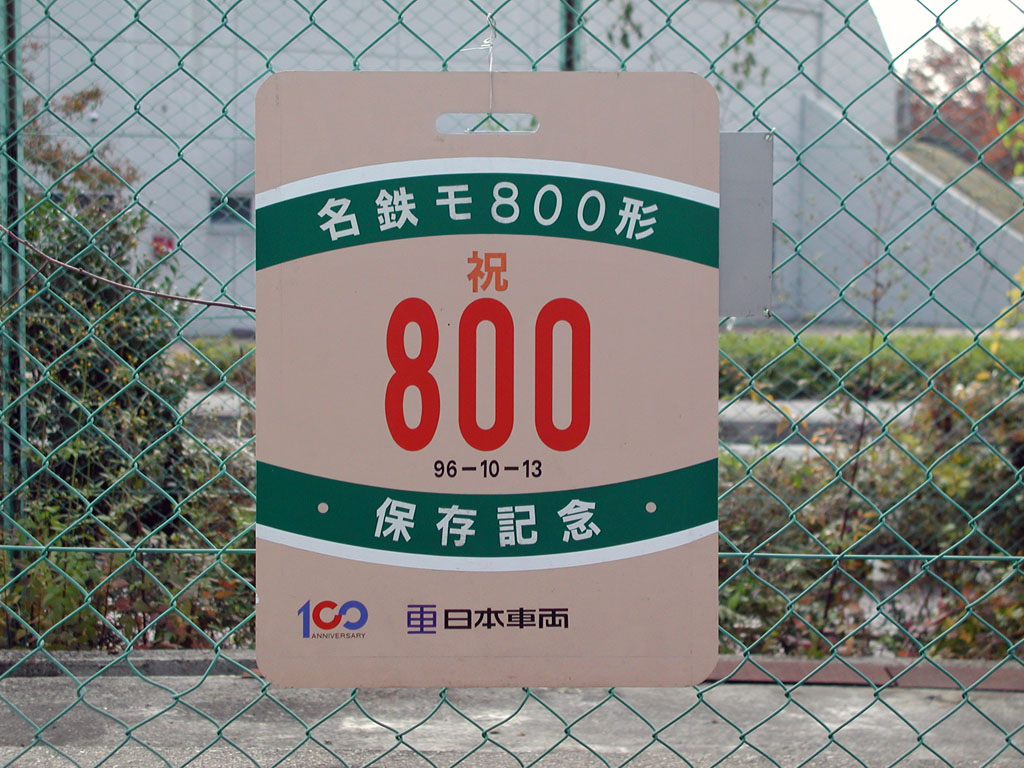 名鉄モ800形
祝
800
96-10-13
・保存記念・
100
ANNIVERSARY
日本車両